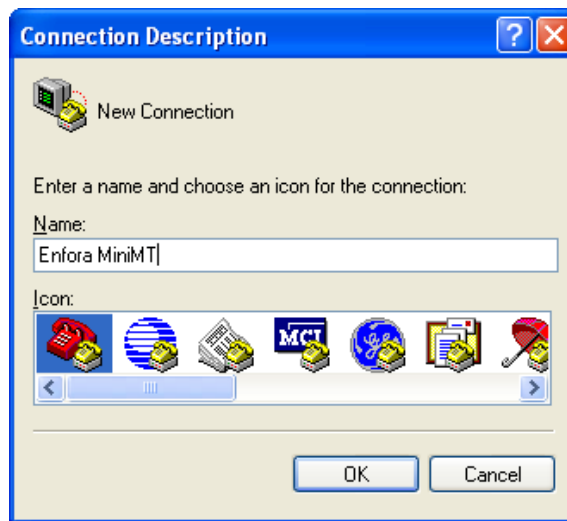 Connection Description
New Connection
Enter a name and choose an icon for the connection:
Name:
Enfora MiniMT
Icon:
MCI
OK
Cancel